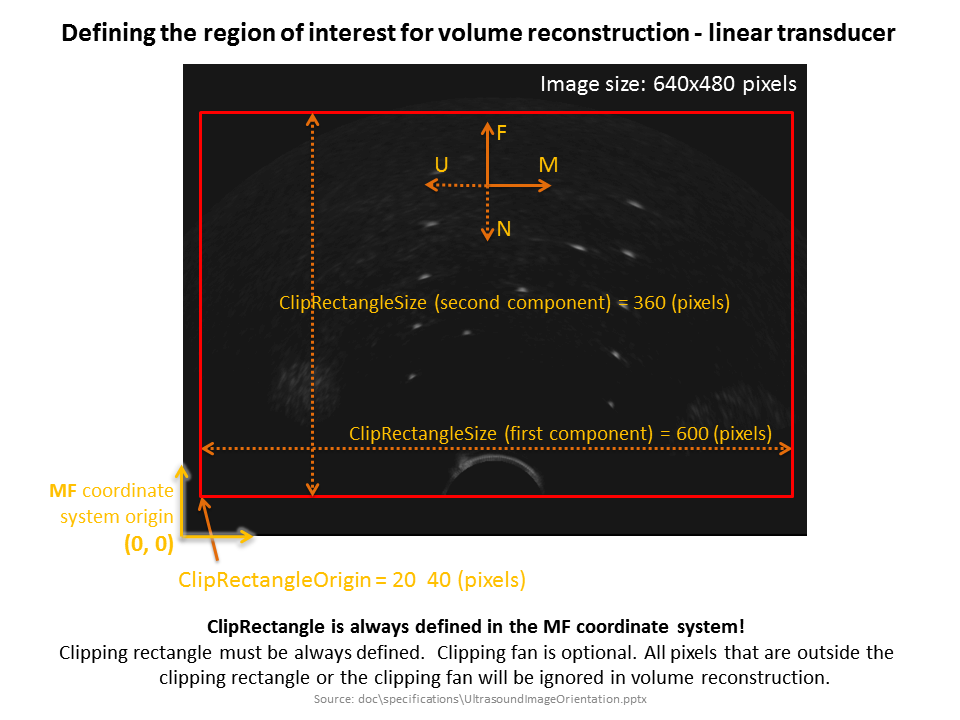 Defining the region of interest for volume reconstruction - linear transducer
Image size: 640x480 pixels
F
U
M
N
ClipRectangleSize (second component) = 360 (pixels)
ClipRectangleSize (first component) = 600 (pixels)
MF coordinate
system origin
(0, 0)
ClipRectangleOrigin = 20 40 (pixels)
ClipRectangle is always defined in the MF coordinate system!
Clipping rectangle must be always defined. Clipping fan is optional. All pixels that are outside the
clipping rectangle or the clipping fan will be ignored in volume reconstruction.
Source: doc\specifications\UltrasoundImageOrientation.pptx